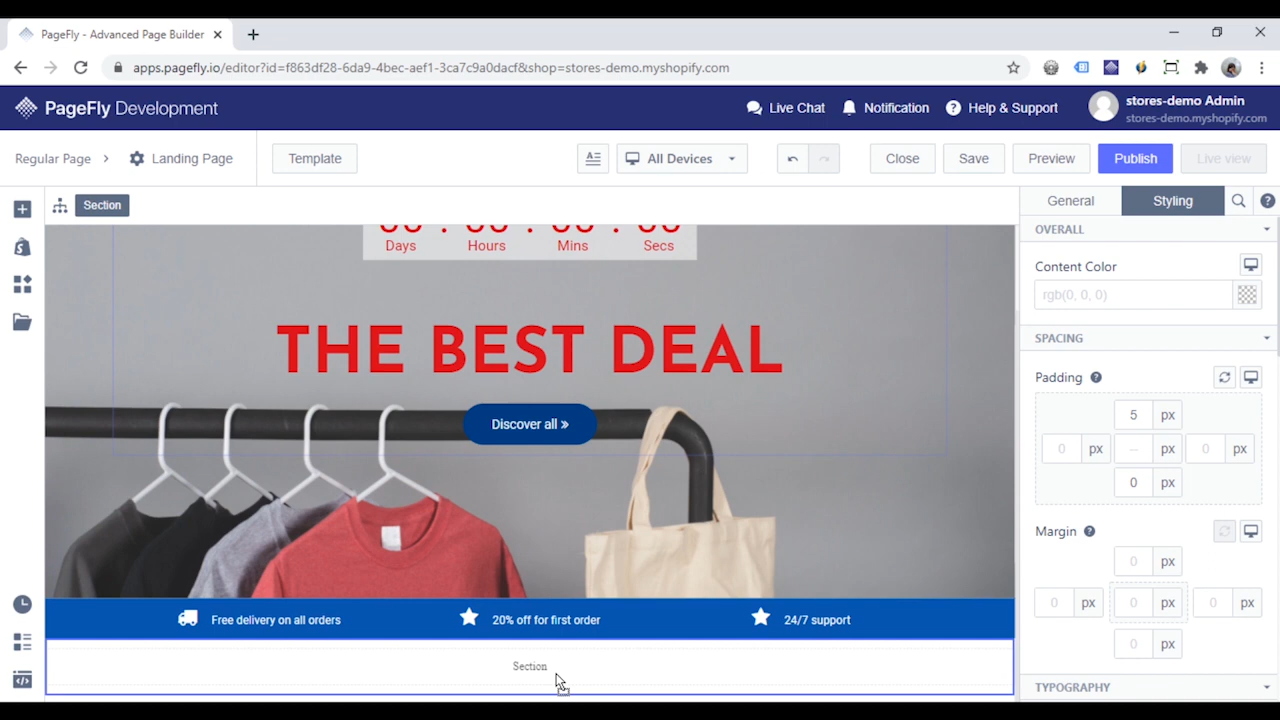 PageFly - Advanced Page Builder
apps.pagefly.io/editor?id=f863df28-6da9-4bec-aef1-3ca7c9a0dacf&shop=stores-demo.myshopify.com
PageFly Development
Live Chat
Notification
Help & Support
stores-demo Admin
stores-demo.myshopify.com
Regular Page
Landing Page
Template
All Devices
Close
Save
Preview
Publish
Live view
Section
General
Styling
OVERALL
Content Color
rgb(0, 0, 0)
Days
Hours
Mins
Secs
THE BEST DEAL
Discover all »
Free delivery on all orders
20% off for first order
24/7 support
Section
SPACING
Padding
5 px
0 px
-- px
0 px
0 px
Margin
0 px
0 px
0 px
0 px
0 px
TYPOGRAPHY